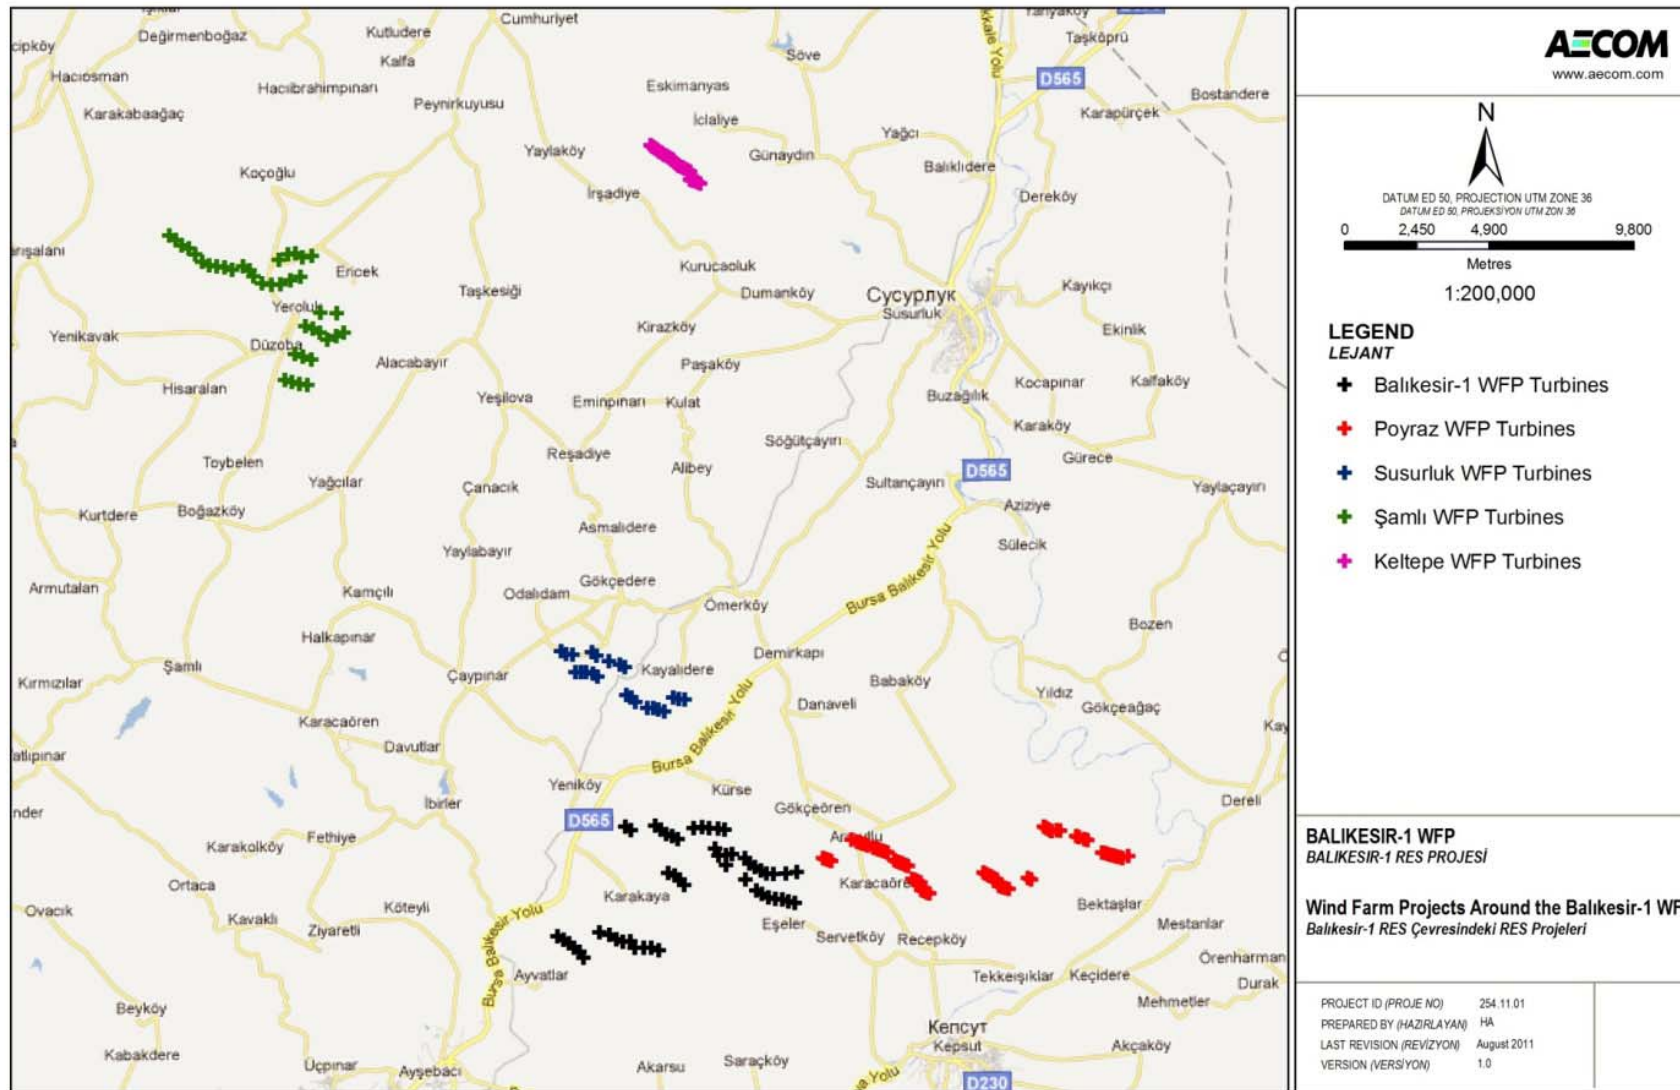 Cumhuriyet
Değirmenboğaz
Kutludere
Taşköprü
Kalfa
Söve
Hacıosman
Hacıibrahimpınarı
Eskimanyas
D565
Bostandere
Karakabaağaç
Peynirkuyusu
İclaliye
Karapürçek
Yaylaköy
Günaydın
Yağcı
Balıklıdere
Koçoğlu
İrşadiye
Dereköy
Ericek
Kurucaoluk
Dumanköy
Сусурлук
Susurluk
Kayıkçı
Taşkesiği
Yeroluk
Yenikavak
Düzoba
Kirazköy
Ekinlik
Alacabayır
Paşaköy
Hisaralan
Yeşilova
Eminpınarı
Kulat
Buzağılık
Kocapınar
Kalfaköy
Karaköy
Söğütçayırı
Reşadiye
Alibey
Toybelen
Yağcılar
Çanacık
Sultançayırı
D565
Gürece
Yaylaçayırı
Kurtdere
Boğazköy
Asmalıdere
Aziziye
Yaylabayır
Sülecik
Armutalan
Kamçılı
Gökçedere
Odalıdam
Bursa Balıkesir Yolu
Ömerköy
Halkapınar
Bozen
Şamlı
Kırmızılar
Çaypınar
Kayalıdere
Demirkapı
Babaköy
Yıldız
Gökçeağaç
Danaveli
Karacaören
Davutlar
Bursa Balıkesir Yolu
Yeniköy
Kürse
İbirler
Gökçeören
Dereli
D565
Fethiye
Karakolköy
Ortaca
Karakaya
Bektaşlar
Ovacık
Kavaklı
Köteyli
Ziyaretli
Bursa Balıkesir Yolu
Eşeler
Servetköy
Recepköy
Mestanlar
Örenharman
Ayvatlar
Tekkeışıklar
Keçidere
Durak
Mehmetler
Beyköy
Кепсут
Kepsut
Akçaköy
Kabakdere
Üçpınar
Ayşebacı
Akarsu
Saraçköy
D230
AECOM
www.aecom.com
N
DATUM ED 50, PROJECTION UTM ZONE 36
DATUM ED 50, PROJEKSİYON UTM ZON 36
0 2,450 4,900 9,800
Metres
1:200,000
LEGEND
LEJANT
Balıkesir-1 WFP Turbines
Poyraz WFP Turbines
Susurluk WFP Turbines
Şamlı WFP Turbines
Keltepe WFP Turbines
BALIKESIR-1 WFP
BALIKESIR-1 RES PROJESİ
Wind Farm Projects Around the Balıkesir-1 WF
Balıkesir-1 RES Çevresindeki RES Projeleri
PROJECT ID (PROJE NO) 254.11.01
PREPARED BY (HAZIRLAYAN) HA
LAST REVISION (REVİZYON) August 2011
VERSION (VERSİYON) 1.0